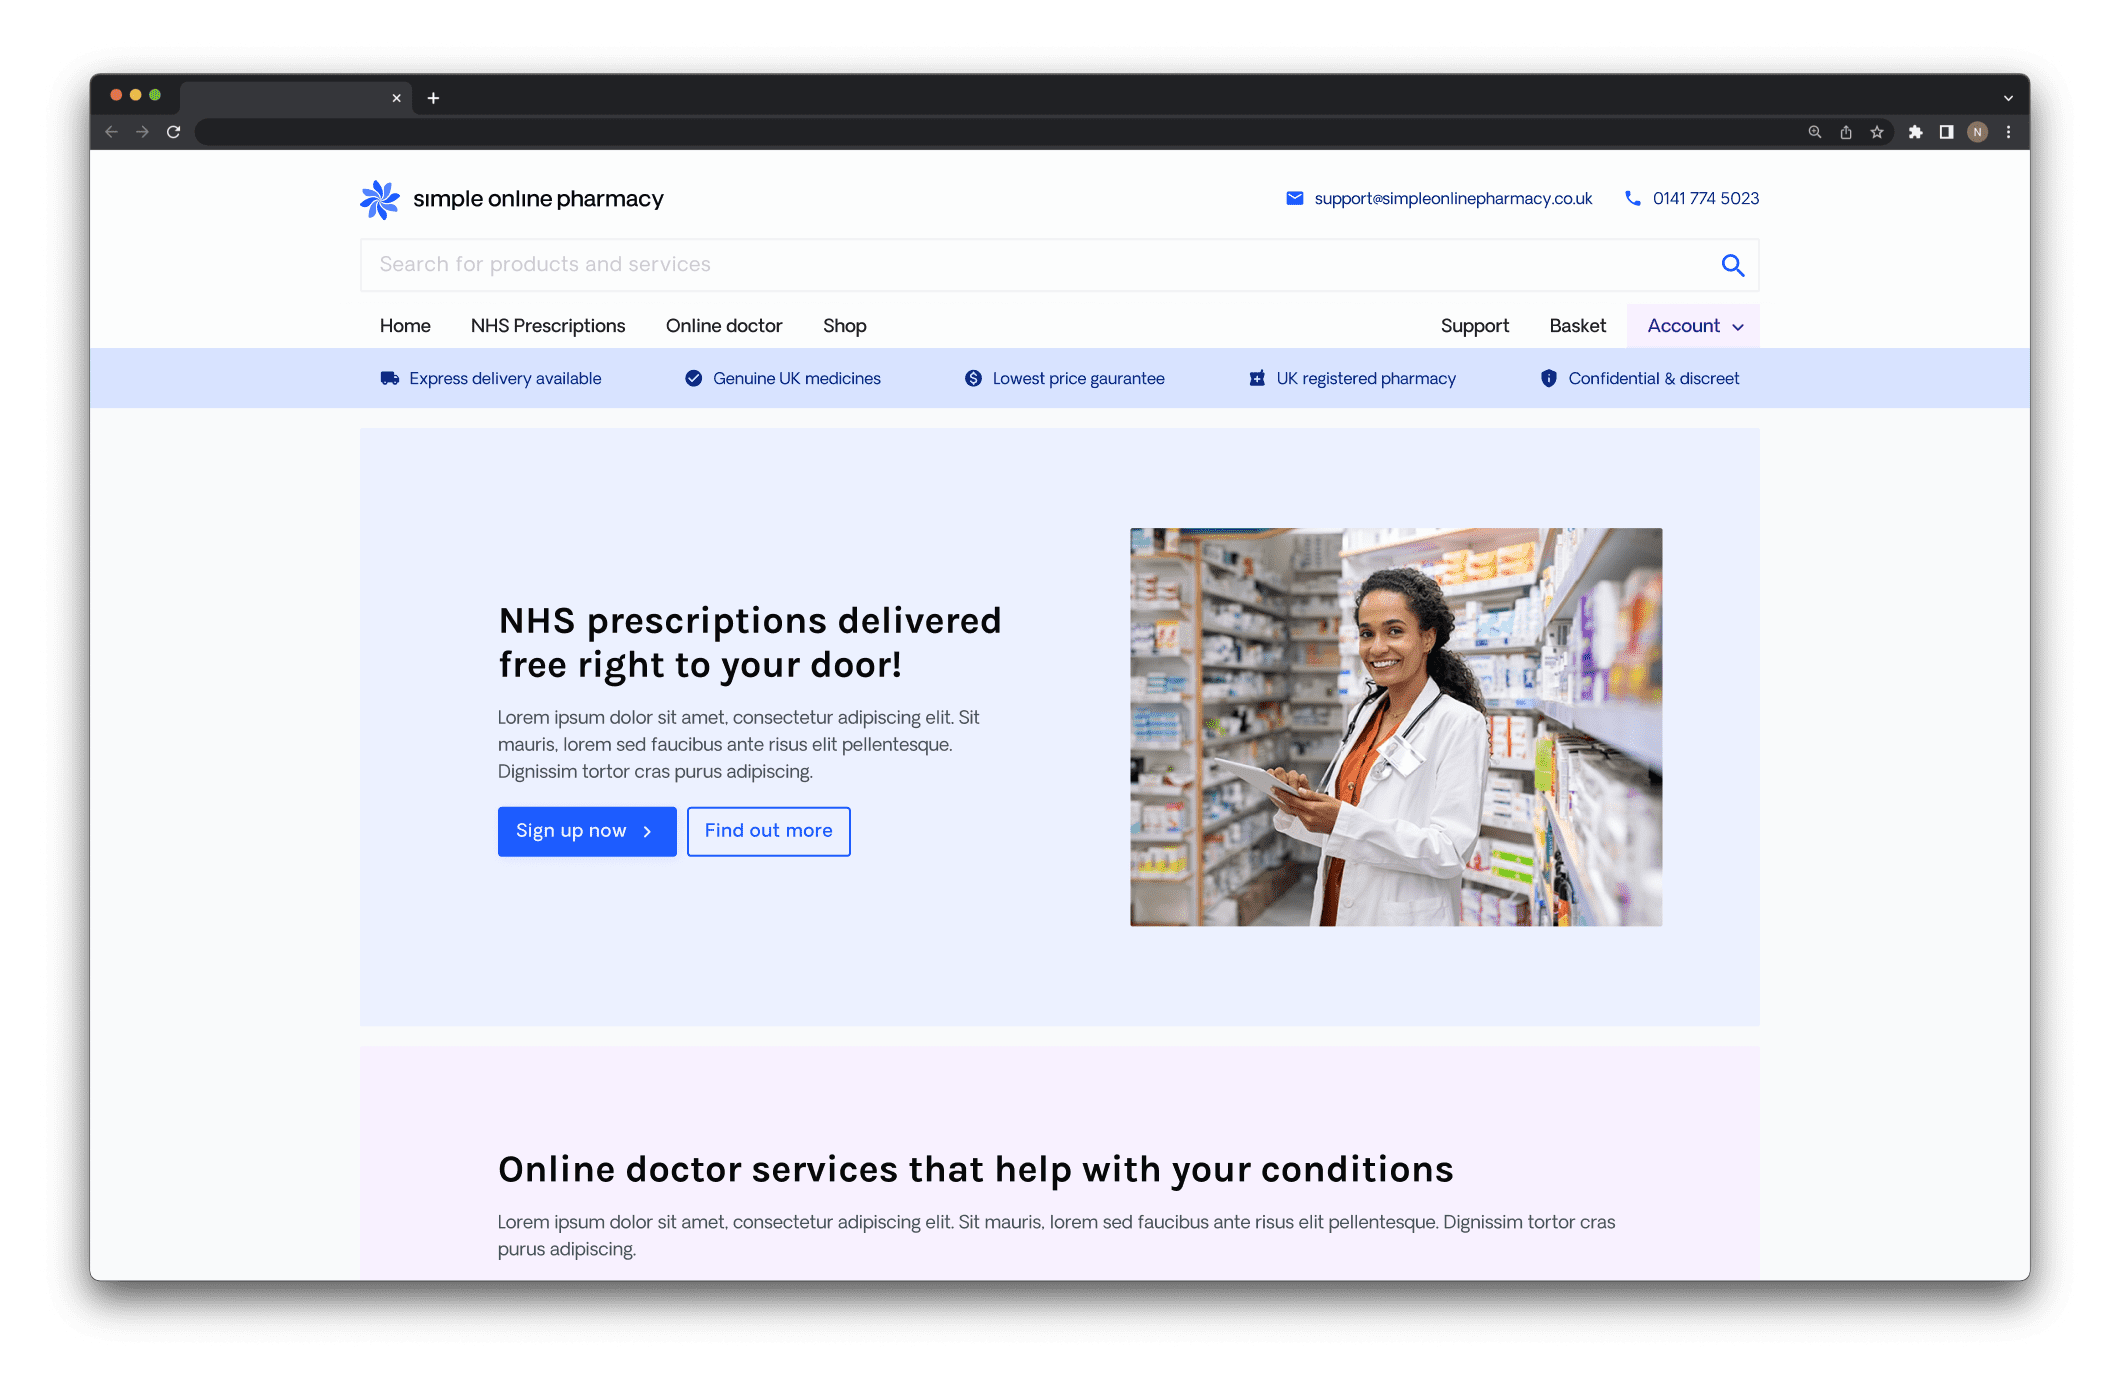 N
simple online pharmacy
support@simpleonlinepharmacy.co.uk
0141 774 5023
Search for products and services
Home NHS Prescriptions Online doctor Shop Support Basket Account
Express delivery available Genuine UK medicines Lowest price gaurantee UK registered pharmacy Confidential & discreet
NHS prescriptions delivered
free right to your door!
Lorem ipsum dolor sit amet, consectetur adipiscing elit. Sit
mauris, lorem sed faucibus ante risus elit pellentesque.
Dignissim tortor cras purus adipiscing.
Sign up now
Find out more
Online doctor services that help with your conditions
Lorem ipsum dolor sit amet, consectetur adipiscing elit. Sit mauris, lorem sed faucibus ante risus elit pellentesque. Dignissim tortor cras
purus adipiscing.